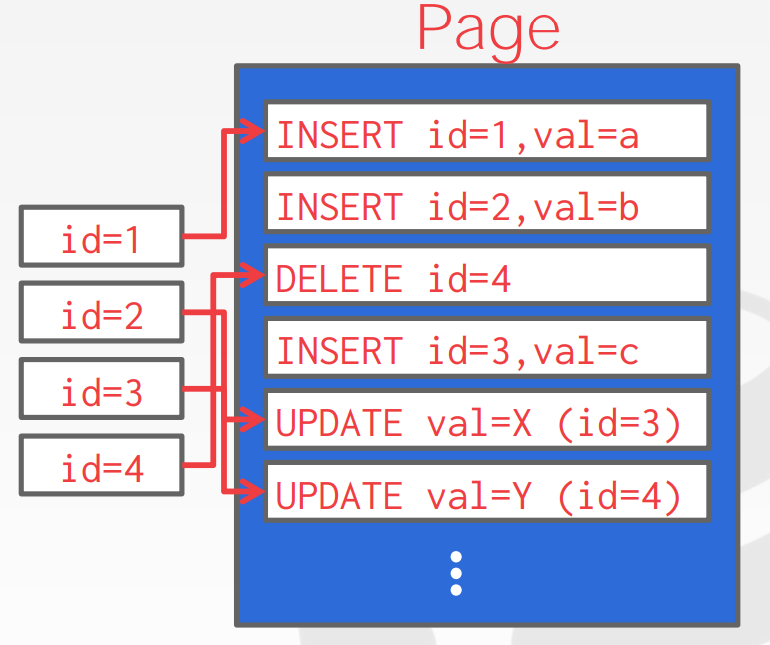 Page
INSERT id=1,val=a
INSERT id=2,val=b
DELETE id=4
INSERT id=3,val=c
UPDATE val=X (id=3)
UPDATE val=Y (id=4)
id=1
id=2
id=3
id=4